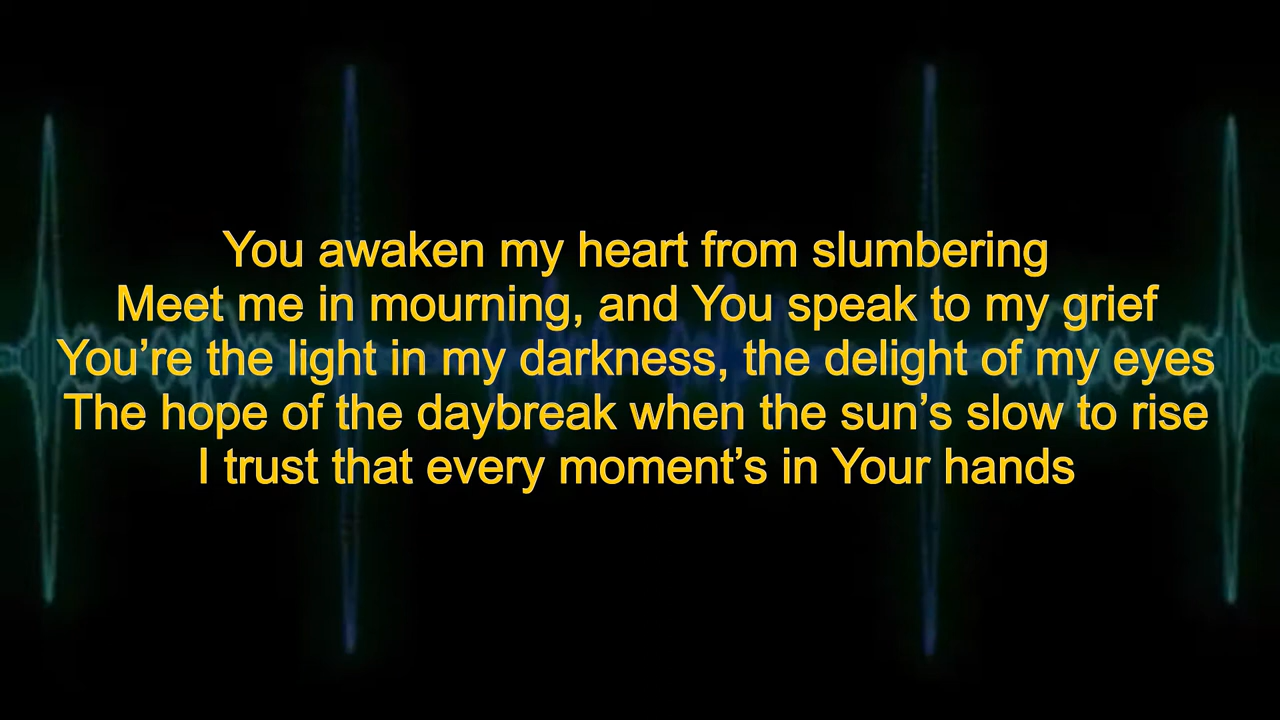 You awaken my heart from slumbering
Meet me in mourning, and You speak to my grief
You’re the light in my darkness, the delight of my eyes
The hope of the daybreak when the sun’s slow to rise
I trust that every moment’s in Your hands